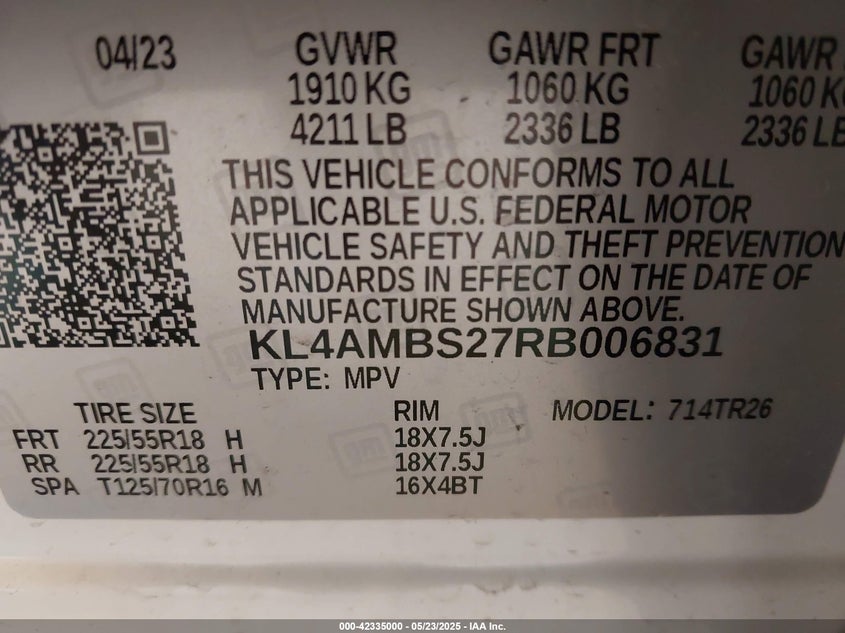 04/23 GVWR GAWR FRT GAWR
1910 KG 1060 KG 1060 KG
4211 LB 2336 LB 2336 LB
THIS VEHICLE CONFORMS TO ALL
APPLICABLE U.S. FEDERAL MOTOR
VEHICLE SAFETY AND THEFT PREVENTION
STANDARDS IN EFFECT ON THE DATE OF
MANUFACTURE SHOWN ABOVE.
KL4AMBS27RB006831
TYPE: MPV
TIRE SIZE RIM MODEL: 714TR26
FRT 225/55R18 H 18X7.5J
RR 225/55R18 H 18X7.5J
SPA T125/70R16 M 16X4BT
000-42335000 - 05/23/2025 - IAA Inc.